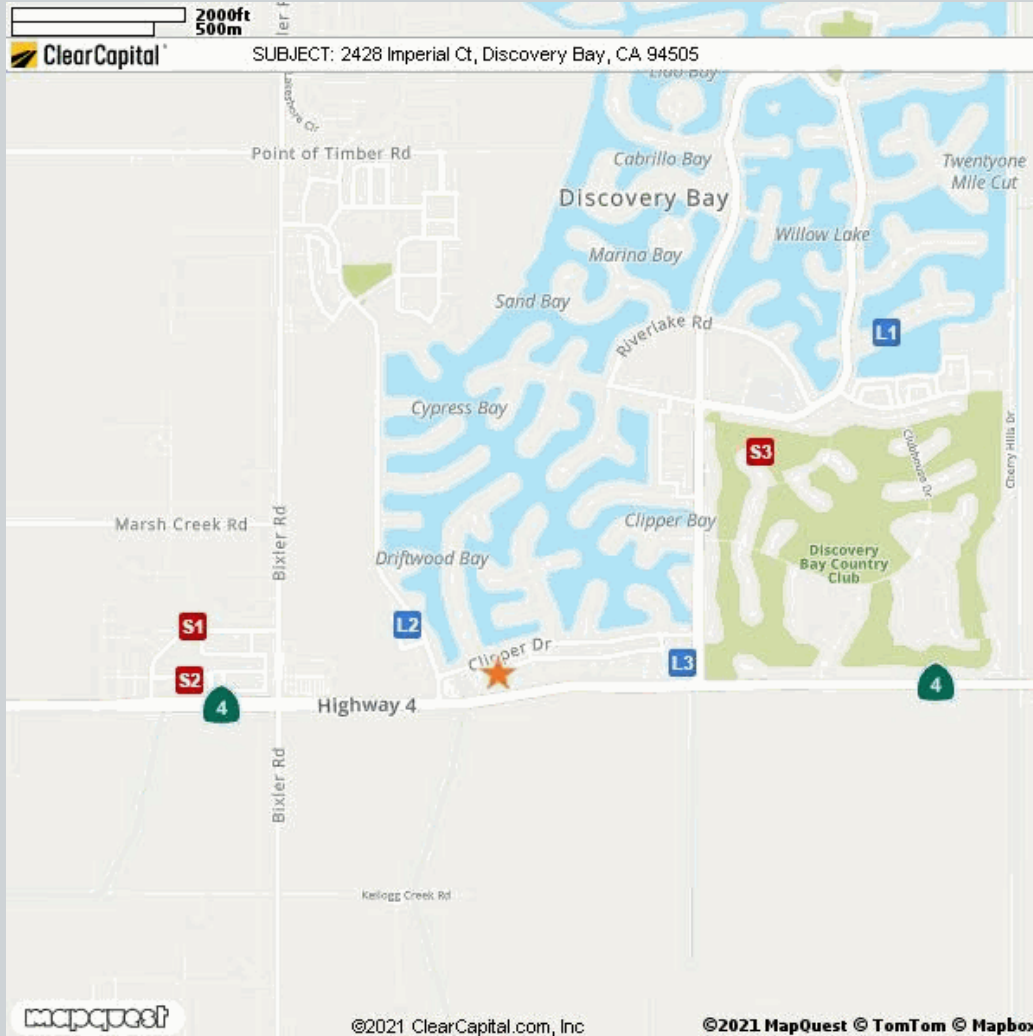 2000ft
500m
ClearCapital
SUBJECT: 2428 Imperial Ct, Discovery Bay, CA 94505
Point of Timber Rd
Cabrillo Bay
Twentyone
Mile Cut
Discovery Bay
Willow Lake
Marina Bay
Sand Bay
Riverlake Rd
L1
Cypress Bay
Cherry Hills Dr
Clubhouse Dr
S3
Marsh Creek Rd
Bixler Rd
Clipper Bay
Driftwood Bay
Discovery
Bay Country
Club
S1
L2
Clipper Dr
L3
S2
4
4
Highway 4
Bixler Rd
Kellogg Creek Rd
mapquest
©2021 ClearCapital.com, Inc
©2021 MapQuest © TomTom © Mapbox